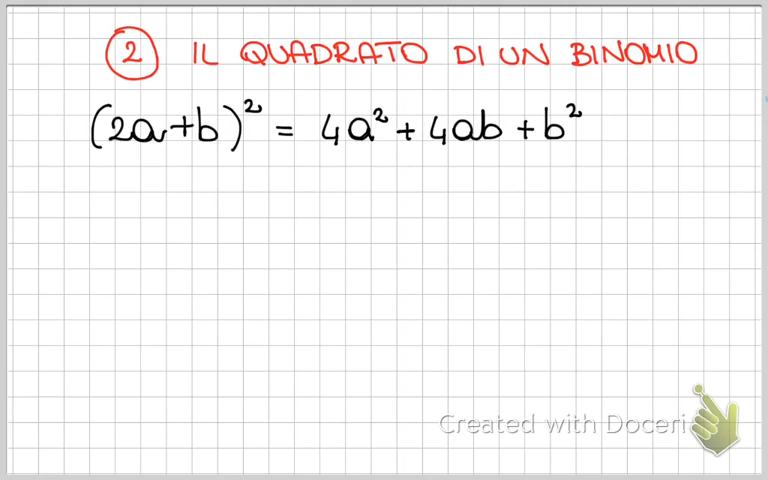 ② IL QUADRATO DI UN BINOMIO
(2a+b)² = 4a² + 4ab + b²
Created with Doceri